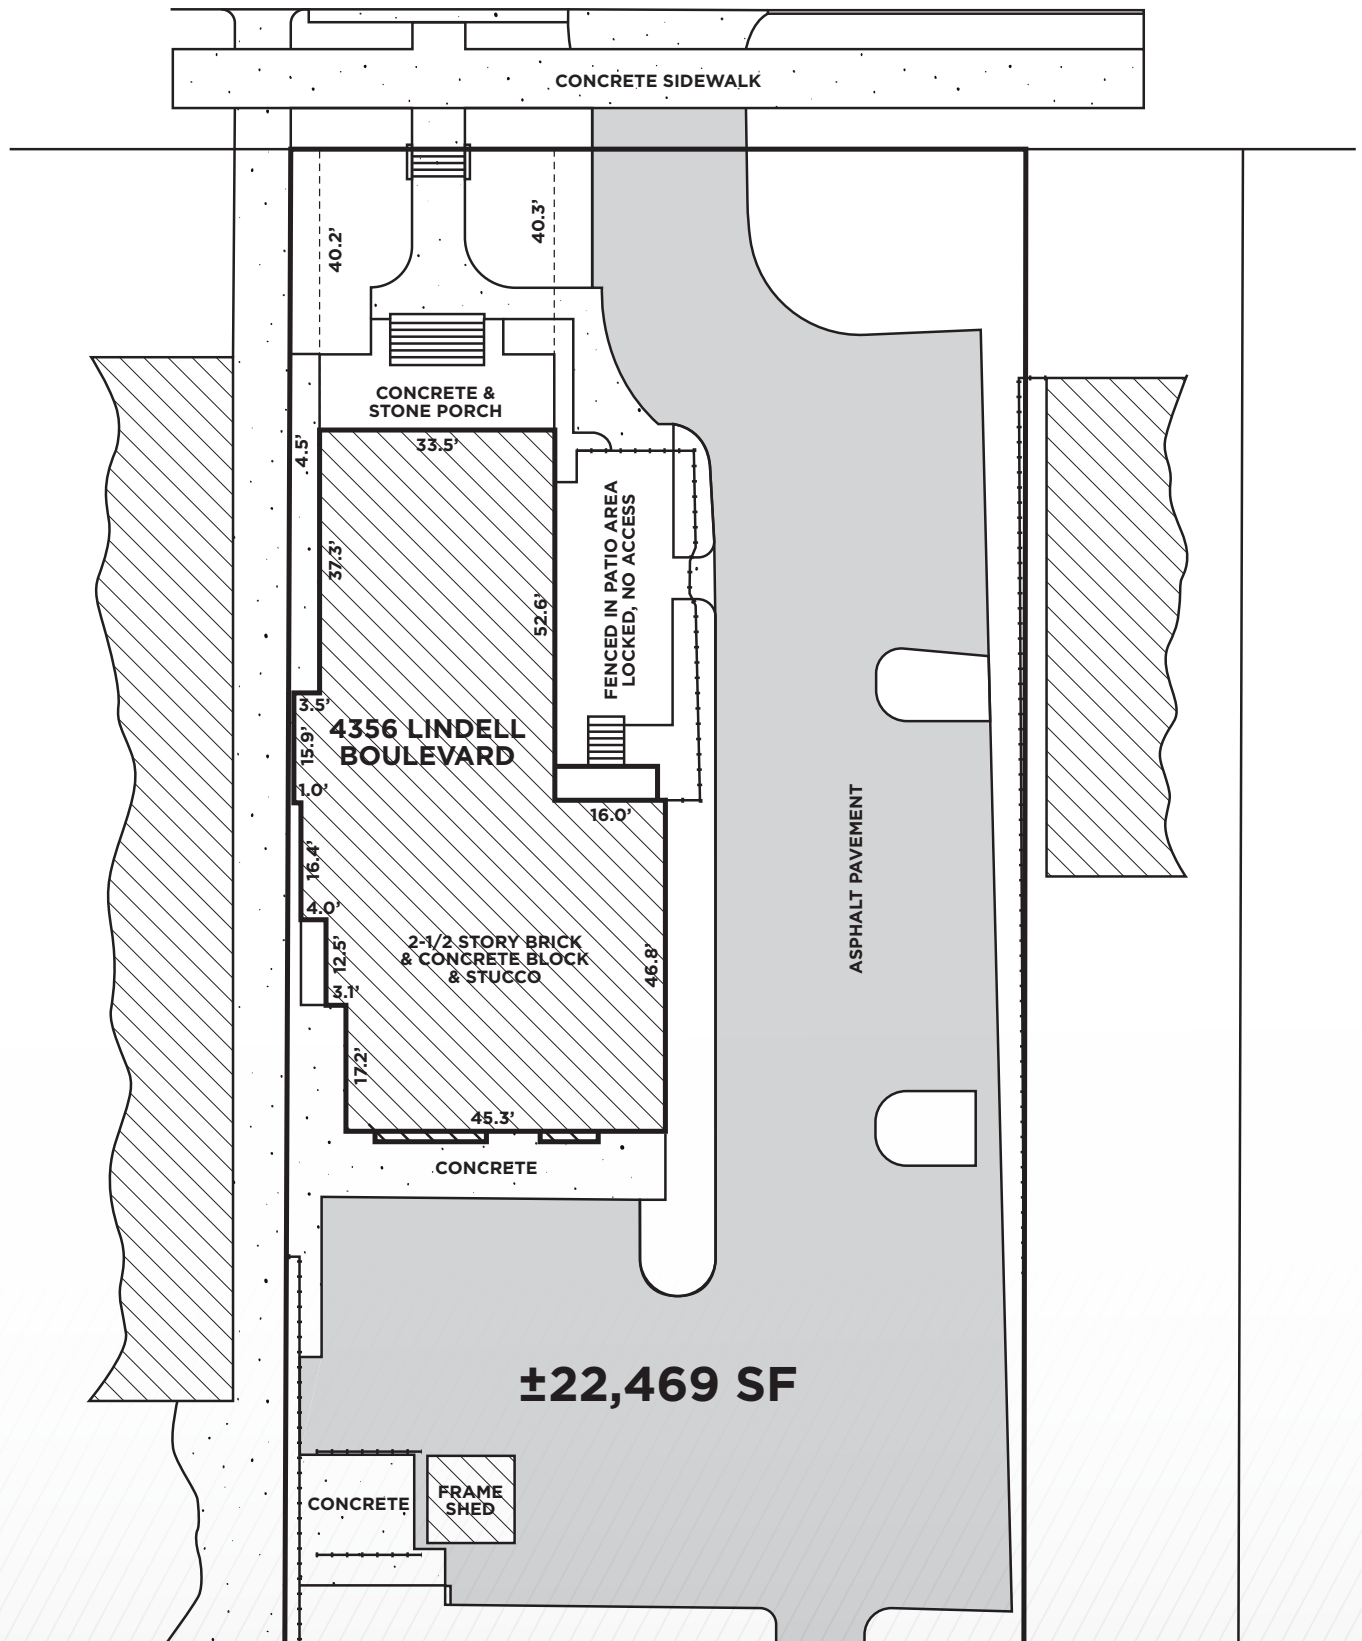 CONCRETE SIDEWALK
40.2’
40.3’
CONCRETE &
STONE PORCH
4.5’
33.5’
37.3’
52.6’
FENCED IN PATIO AREA
LOCKED, NO ACCESS
3.5’
4356 LINDELL
BOULEVARD
15.9’
1.0’
16.0’
16.4’
ASPHALT PAVEMENT
4.0’
12.5’
2-1/2 STORY BRICK
& CONCRETE BLOCK
& STUCCO
46.8’
3.1’
17.2’
45.3’
CONCRETE
±22,469 SF
CONCRETE
FRAME
SHED